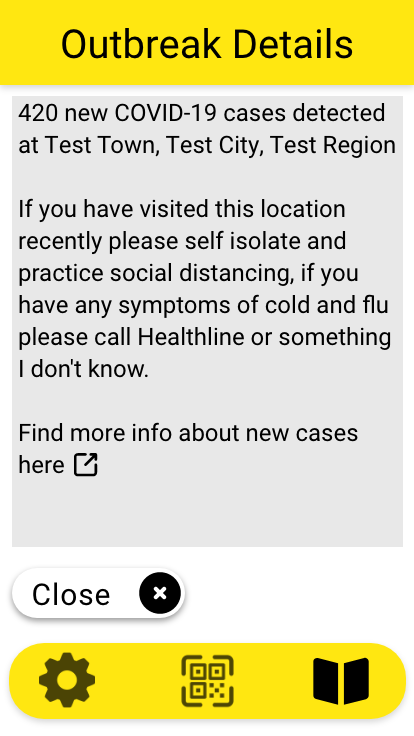 Outbreak Details
420 new COVID-19 cases detected
at Test Town, Test City, Test Region
If you have visited this location
recently please self isolate and
practice social distancing, if you
have any symptoms of cold and flu
please call Healthline or something
I don't know.
Find more info about new cases
here
Close